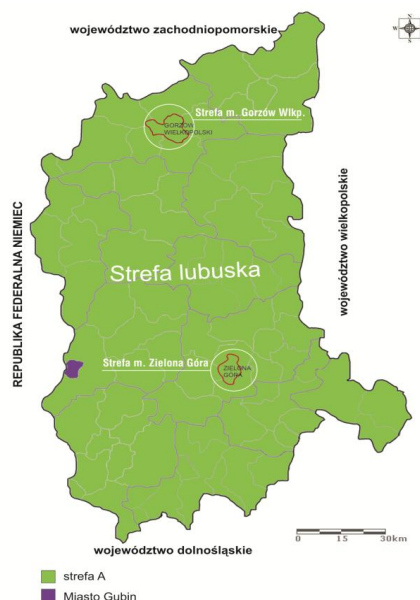 województwo zachodniopomorskie
N
W
E
S
Strefa m. Gorzów Wlkp.
GORZÓW
WIELKOPOLSKI
REPUBLIKA FEDERALNA NIEMIEC
województwo wielkopolskie
Strefa lubuska
Strefa m. Zielona Góra
ZIELONA
GÓRA
0 15 30km
województwo dolnośląskie
strefa A
Miasto Gubin